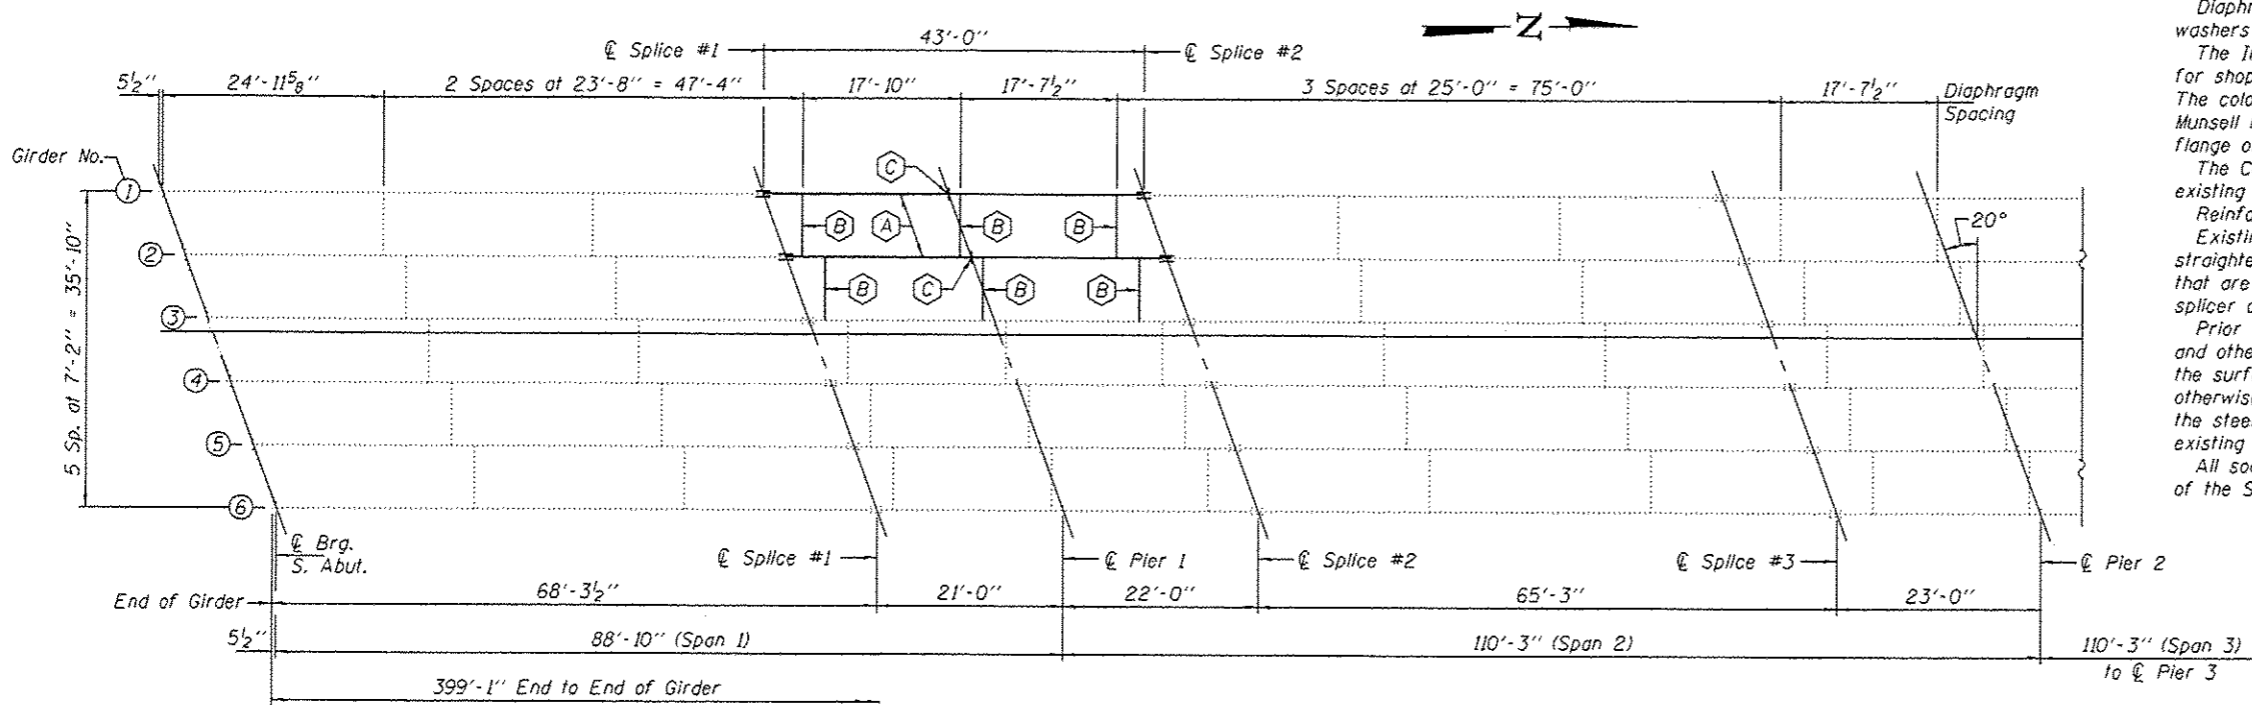 Z
Diaphr
washers
The I
for shop
The colo
Munsell
flange o
The C
existing
Reinfo
Existin
straighte
that are
splicer o
Prior
and othe
the surf
otherwis
the stee
existing
All so
of the S
℄ Splice #1
43'-0"
℄ Splice #2
5½"
24'-11⅝"
2 Spaces at 23'-8" = 47'-4"
17'-10"
17'-7½"
3 Spaces at 25'-0" = 75'-0"
17'-7½"
Diaphragm
Spacing
Girder No.
1
2
3
4
5
6
5 Sp. at 7'-2" = 35'-10"
C
B
A
B
B
B
C
B
B
20°
℄ Brg.
S. Abut.
℄ Splice #1
℄ Pier 1
℄ Splice #2
℄ Splice #3
℄ Pier 2
End of Girder
68'-3½"
21'-0"
22'-0"
65'-3"
23'-0"
5½"
88'-10" (Span 1)
110'-3" (Span 2)
110'-3" (Span 3)
to ℄ Pier 3
399'-1" End to End of Girder